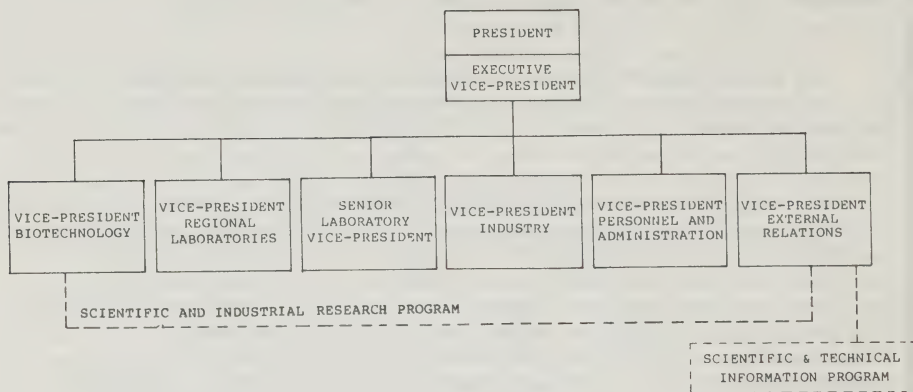 PRESIDENT
EXECUTIVE
VICE-PRESIDENT
VICE-PRESIDENT
BIOTECHNOLOGY
VICE-PRESIDENT
REGIONAL
LABORATORIES
SENIOR
LABORATORY
VICE-PRESIDENT
VICE-PRESIDENT
INDUSTRY
VICE-PRESIDENT
PERSONNEL AND
ADMINISTRATION
VICE-PRESIDENT
EXTERNAL
RELATIONS
SCIENTIFIC AND INDUSTRIAL RESEARCH PROGRAM
SCIENTIFIC & TECHNICAL
INFORMATION PROGRAM